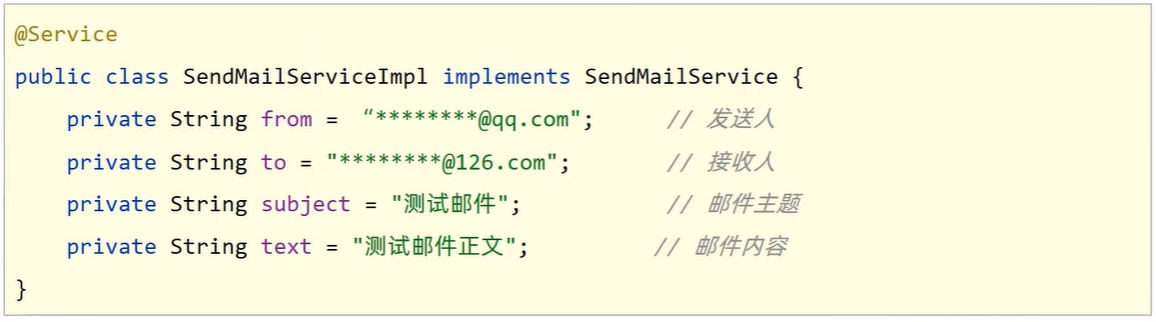 @Service
public class SendMailServiceImpl implements SendMailService {
    private String from =  “********@qq.com";      // 发送人
    private String to = "********@126.com";        // 接收人
    private String subject = "测试邮件";            // 邮件主题
    private String text = "测试邮件正文";          // 邮件内容
}